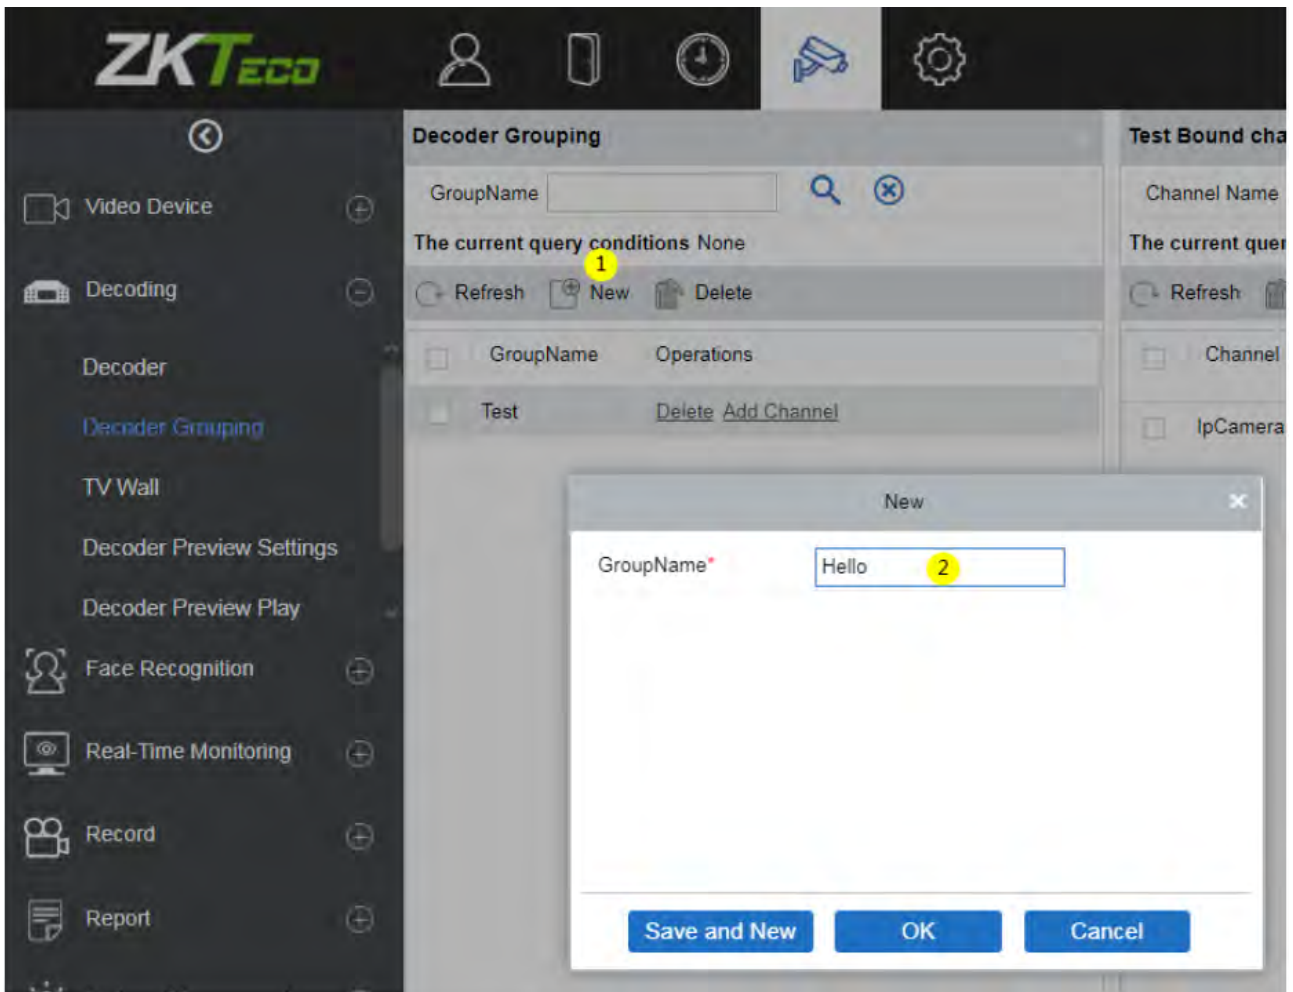 ZKTECO
Decoder Grouping
Test Bound cha
GroupName
Channel Name
The current query conditions None
The current quer
1
Refresh New Delete
Refresh
GroupName Operations
Channel
Test Delete Add Channel
IpCamera
Video Device
Decoding
Decoder
Decoder Grouping
TV Wall
Decoder Preview Settings
Decoder Preview Play
Face Recognition
Real-Time Monitoring
Record
Report
New
GroupName*
Hello
2
Save and New
OK
Cancel